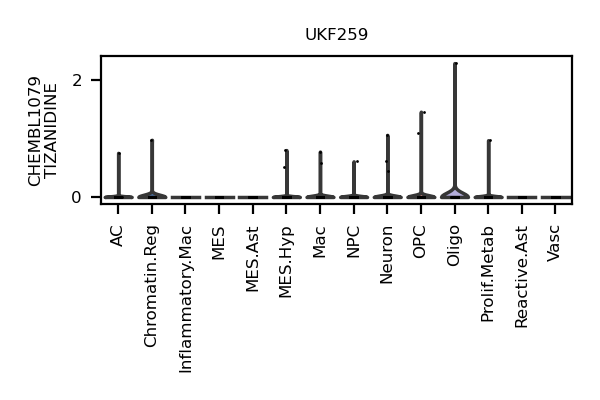 UKF259
CHEMBL1079
TIZANIDINE
2
0
AC
Chromatin.Reg
Inflammatory.Mac
MES
MES.Ast
MES.Hyp
Mac
NPC
Neuron
OPC
Oligo
Prolif.Metab
Reactive.Ast
Vasc